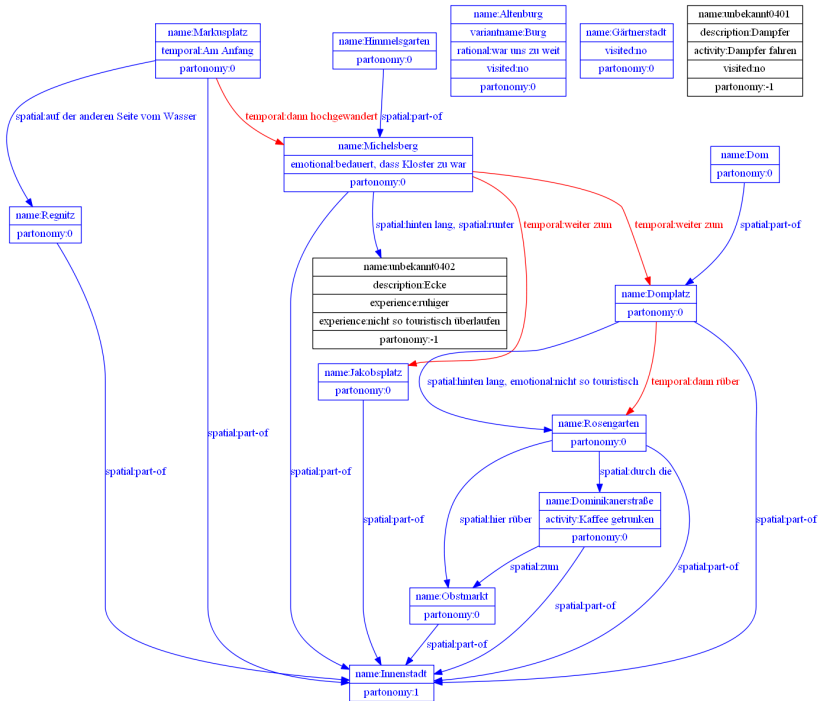 name:Markusplatz
temporal:Am Anfang
partonomy:0
name:Himmelsgarten
partonomy:0
name:Altenburg
variantname:Burg
rational:war uns zu weit
visited:no
partonomy:0
name:Gärtnerstadt
visited:no
partonomy:0
name:unbekannt0401
description:Dampfer
activity:Dampfer fahren
visited:no
partonomy:-1
spatial:auf der anderen Seite vom Wasser
temporal:dann hochgewandert
spatial:part-of
name:Michelsberg
emotional:bedauert, dass Kloster zu war
partonomy:0
name:Dom
partonomy:0
name:Regnitz
partonomy:0
spatial:hinten lang, spatial:runter
temporal:weiter zum
temporal:weiter zum
spatial:part-of
name:unbekannt0402
description:Ecke
experience:ruhiger
experience:nicht so touristisch überlaufen
partonomy:-1
name:Domplatz
partonomy:0
name:Jakobsplatz
partonomy:0
spatial:hinten lang, emotional:nicht so touristisch
temporal:dann rüber
name:Rosengarten
partonomy:0
spatial:part-of
spatial:part-of
spatial:part-of
spatial:durch die
name:Dominikanerstraße
activity:Kaffee getrunken
partonomy:0
spatial:part-of
spatial:hier rüber
spatial:part-of
spatial:zum
spatial:part-of
name:Obstmarkt
partonomy:0
spatial:part-of
spatial:part-of
name:Innenstadt
partonomy:1